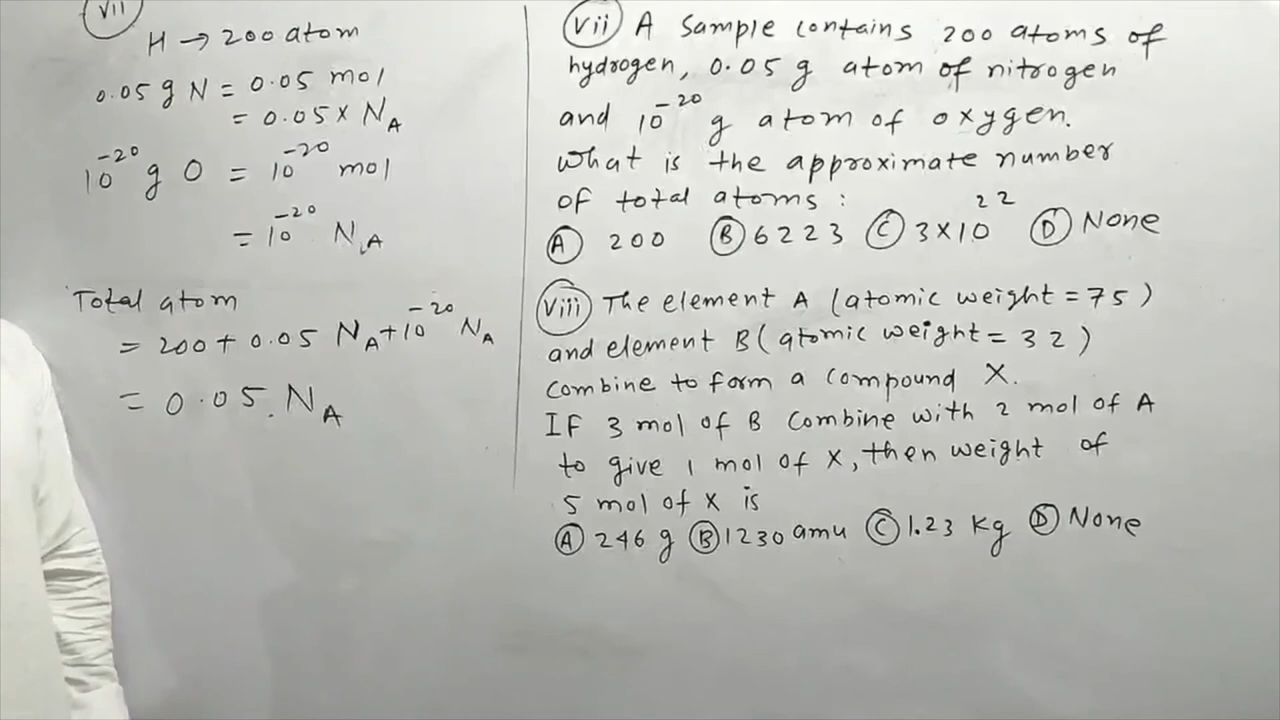 (vii)
H → 200 atom
0.05 g N = 0.05 mol
= 0.05 × N_A
10^-20 g O = 10^-20 mol
= 10^-20 N_A
Total atom
= 200 + 0.05 N_A + 10^-20 N_A
= 0.05. N_A
(vii) A Sample contains 200 atoms of
hydrogen, 0.05 g atom of nitrogen
and 10^-20 g atom of oxygen.
What is the approximate number
of total atoms :
(A) 200 (B) 6223 (C) 3×10^22 (D) None
(viii) The element A (atomic weight = 75)
and element B (atomic weight = 32)
combine to form a compound X.
IF 3 mol of B combine with 2 mol of A
to give 1 mol of X, then weight of
5 mol of X is
(A) 246 g (B) 1230 amu (C) 1.23 Kg (D) None